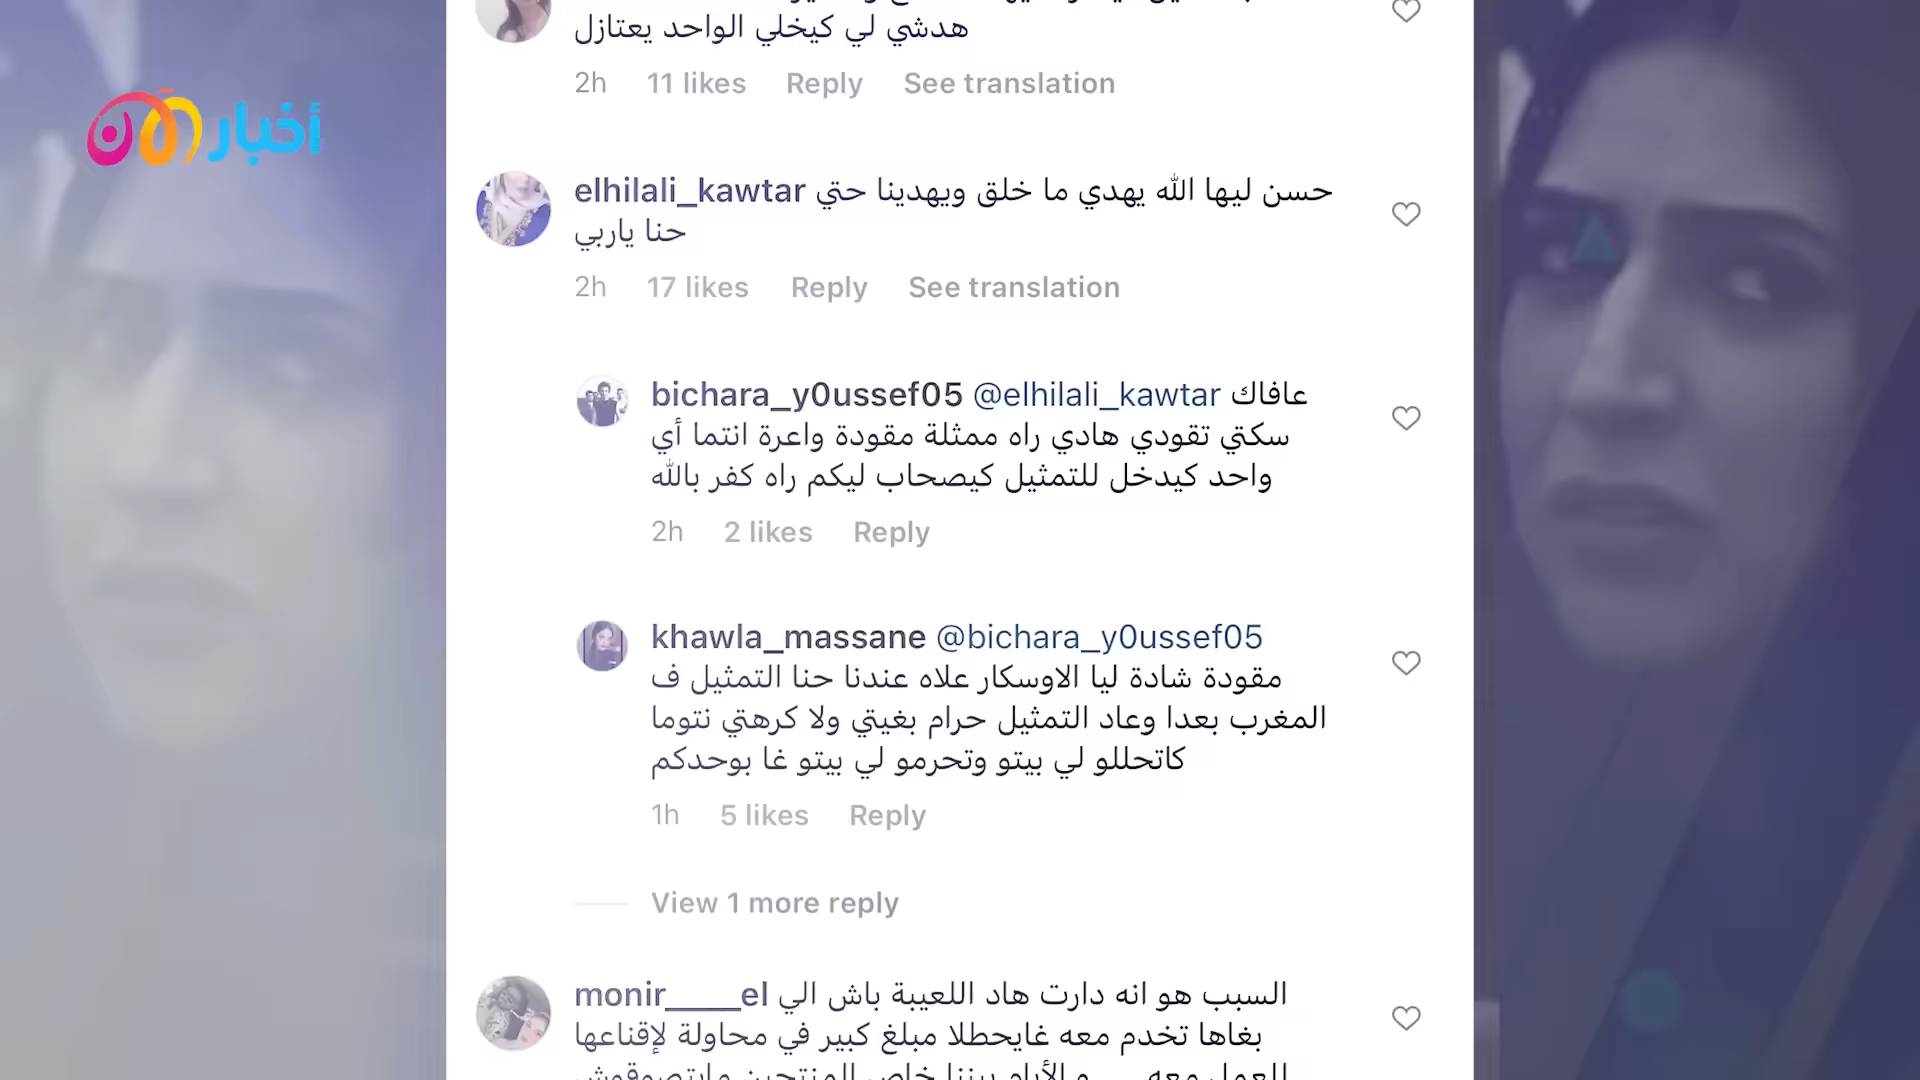 أخبار الآن
هدشي لي كيخلي الواحد يعتازل
2h 11 likes Reply See translation
elhilali_kawtar حسن ليها الله يهدي ما خلق ويهدينا حتي
حنا ياربي
2h 17 likes Reply See translation
bichara_y0ussef05 @elhilali_kawtar عافاك
سكتي تقودي هادي راه ممثلة مقودة واعرة انتما أي
واحد كيدخل للتمثيل كيصحاب ليكم راه كفر بالله
2h 2 likes Reply
khawla_massane @bichara_y0ussef05
مقودة شادة ليا الاوسكار علاه عندنا حنا التمثيل ف
المغرب بعدا وعاد التمثيل حرام بغيتي ولا كرهتي نتوما
كاتحللو لي بيتو وتحرمو لي بيتو غا بوحدكم
1h 5 likes Reply
View 1 more reply
monir_____el السبب هو انه دارت هاد اللعيبة باش الي
بغاها تخدم معه غايحطلا مبلغ كبير في محاولة لإقناعها